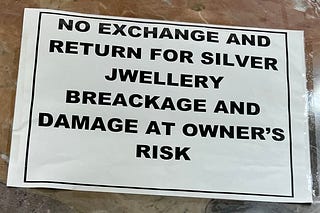 NO EXCHANGE AND
RETURN FOR SILVER
JWELLERY
BREACKAGE AND
DAMAGE AT OWNER'S
RISK